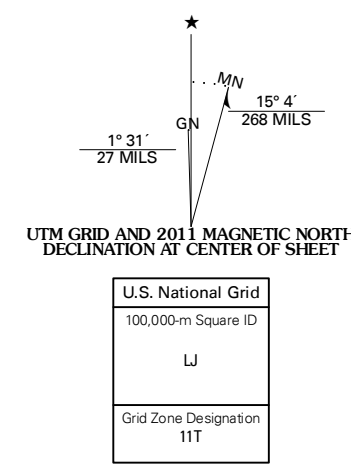 MN
GN
15° 4´
268 MILS
1° 31´
27 MILS
UTM GRID AND 2011 MAGNETIC NORTH
DECLINATION AT CENTER OF SHEET
U.S. National Grid
100,000-m Square ID
LJ
Grid Zone Designation
11T